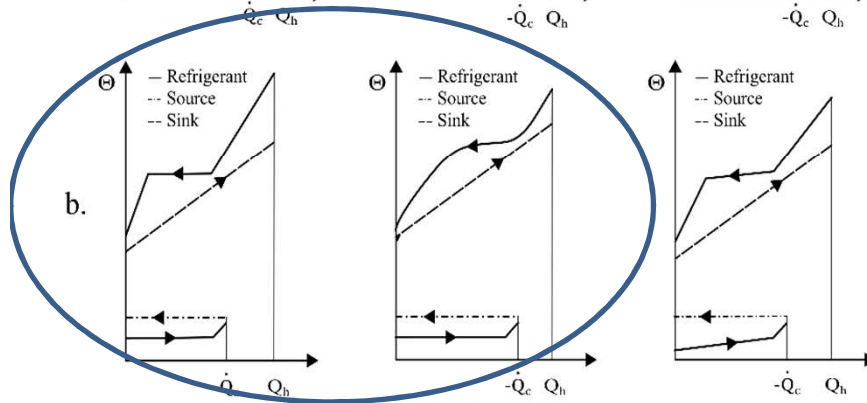 Q̇c Qh
-Q̇c Qh
-Q̇c Qh
Θ
Refrigerant
Source
Sink
Θ
Refrigerant
Source
Sink
Θ
Refrigerant
Source
Sink
b.
Q̇ Qh
-Q̇c Qh
-Q̇c Qh